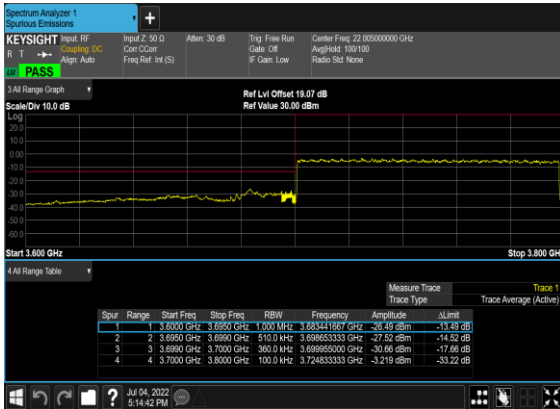 Spectrum Analyzer 1
Spurious Emissions
KEYSIGHT Input: RF Input Z: 50 Ω Atten: 30 dB Trig: Free Run Center Freq: 22.005000000 GHz
R T Coupling: DC Corr CCorr Gate: Off Avg|Hold: 100/100
Align: Auto Freq Ref: Int (S) IF Gain: Low Radio Std: None
LW PASS
3 All Range Graph
Ref Lvl Offset 19.07 dB
Scale/Div 10.0 dB Ref Value 30.00 dBm
Log
20.0
10.0
0.00
-10.0
-20.0
-30.0
-40.0
-50.0
-60.0
Start 3.600 GHz Stop 3.800 GH
4 All Range Table
Measure Trace Trace 1
Trace Type Trace Average (Active)
Spur Range Start Freq Stop Freq RBW Frequency Amplitude ΔLimit
1 1 3.6000 GHz 3.6950 GHz 1.000 MHz 3.683441667 GHz -26.49 dBm -13.49 dB
2 2 3.6950 GHz 3.6990 GHz 510.0 kHz 3.698653333 GHz -27.52 dBm -14.52 dB
3 3 3.6990 GHz 3.7000 GHz 360.0 kHz 3.699955000 GHz -30.66 dBm -17.66 dB
4 4 3.7000 GHz 3.8000 GHz 100.0 kHz 3.724833333 GHz -3.219 dBm -33.22 dB
? Jul 04, 2022
5:14:42 PM